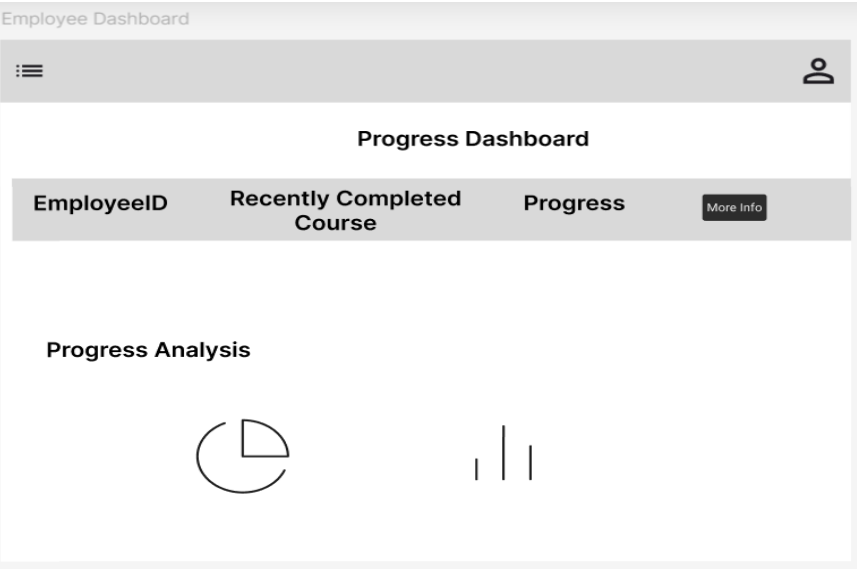 Employee Dashboard
Progress Dashboard
EmployeeID
Recently Completed
Course
Progress
More Info
Progress Analysis